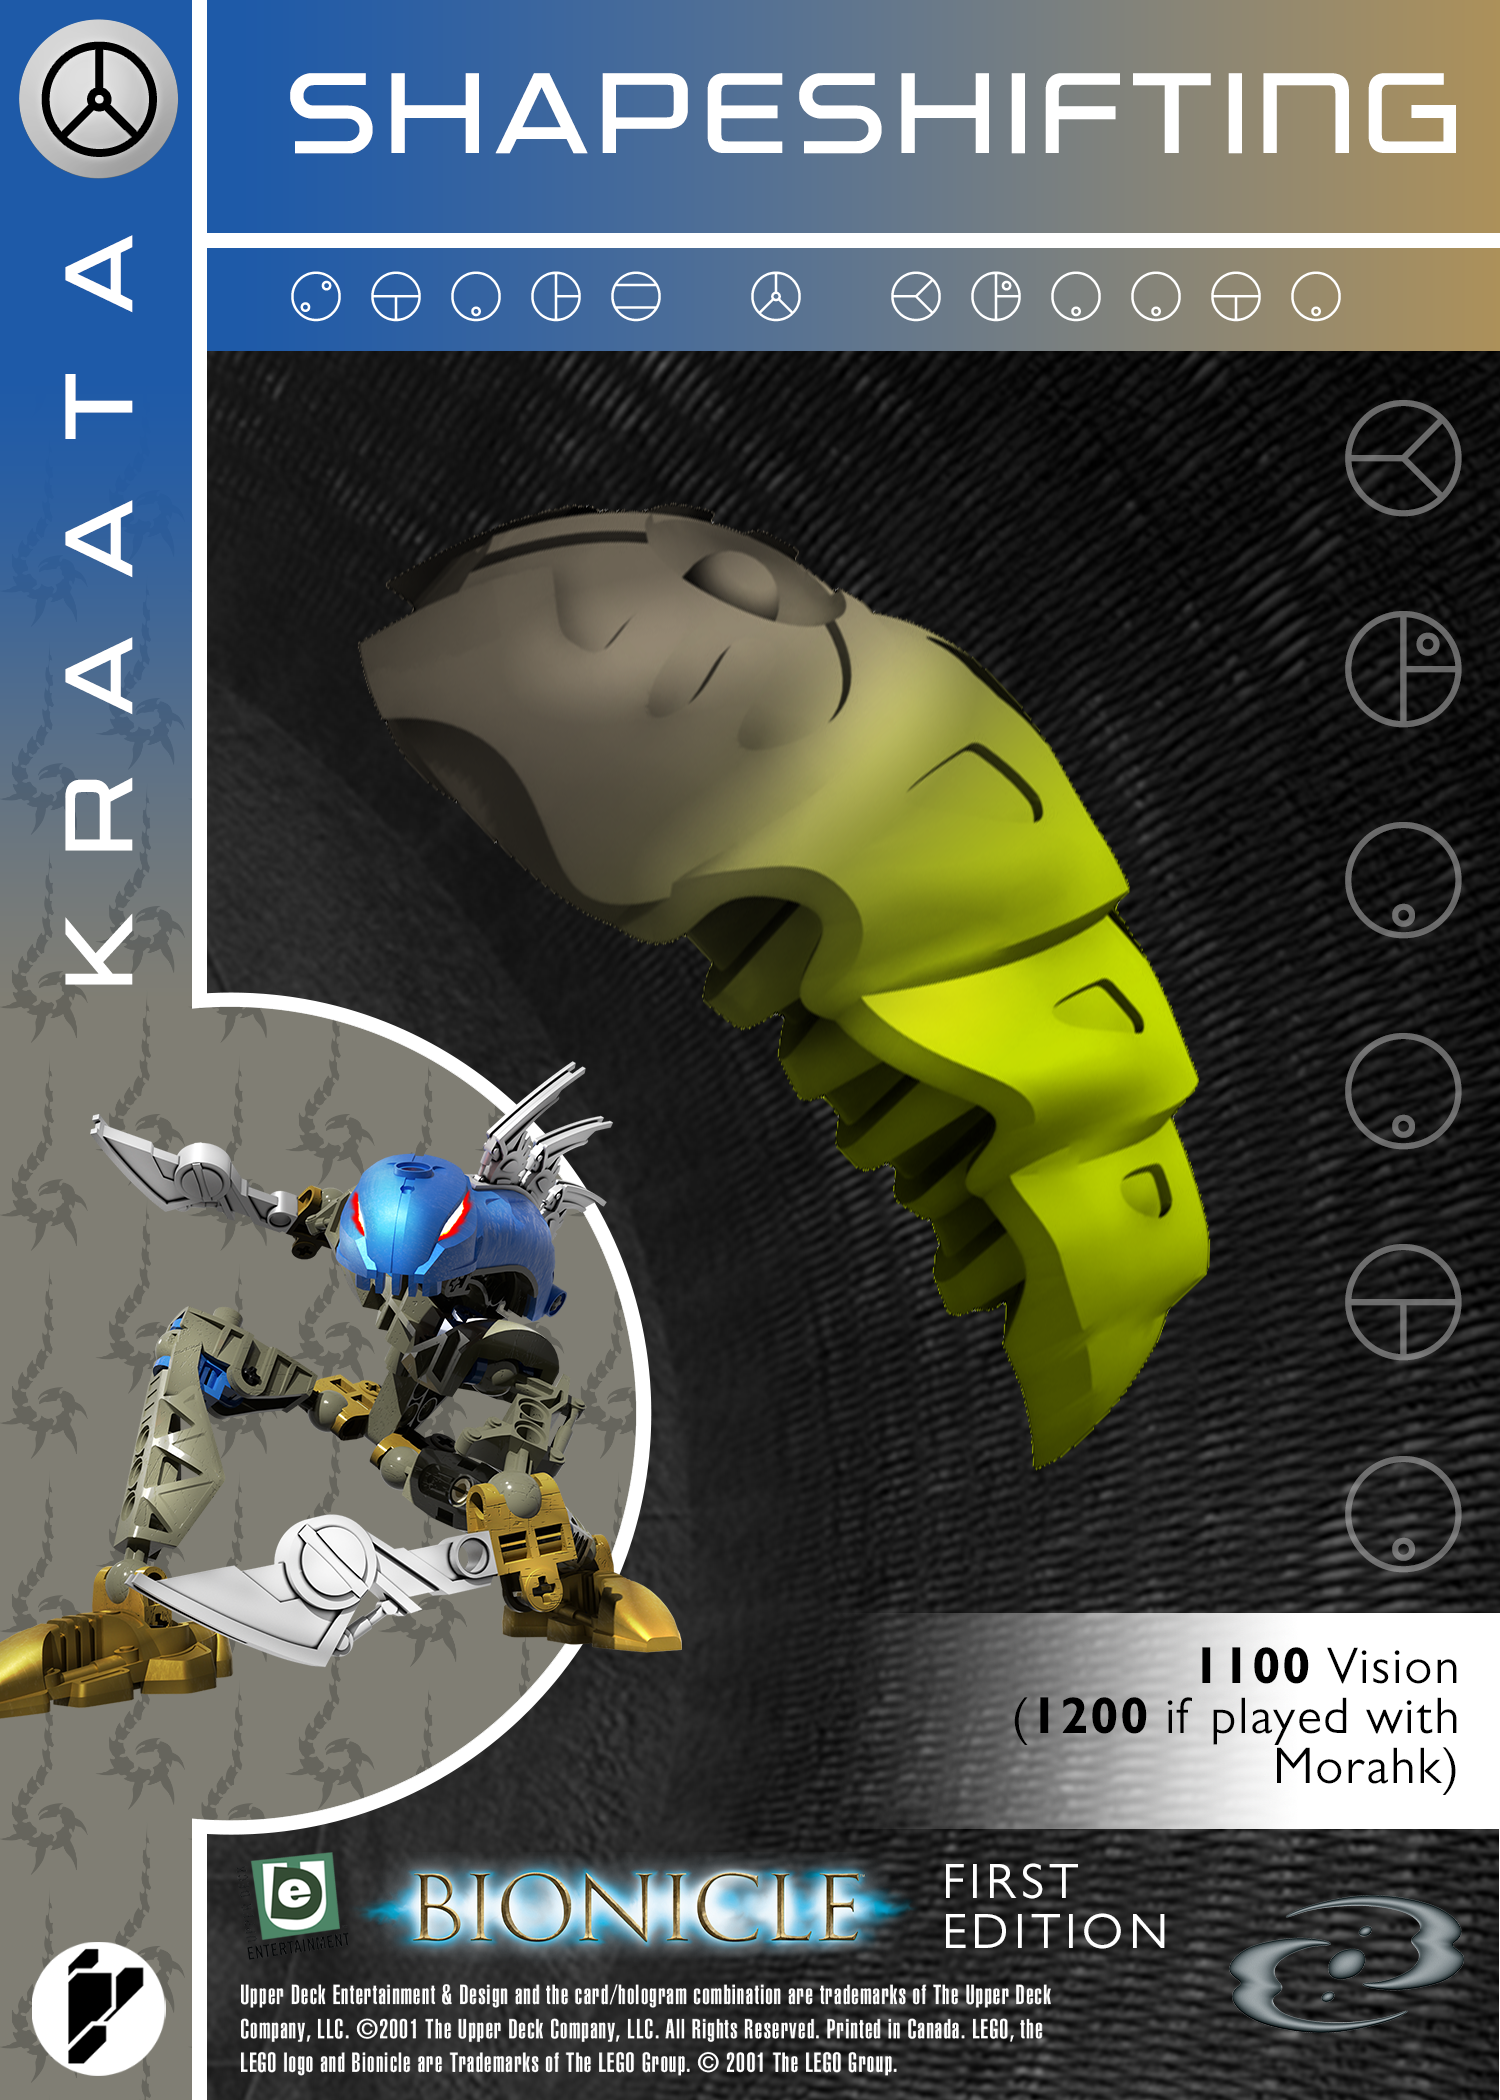 SHAPESHIFTING
KRAATA
1100 Vision
(1200 if played with
Morahk)
e
ENTERTAINMENT
BIONICLE
FIRST
EDITION
Upper Deck Entertainment & Design and the card/hologram combination are trademarks of The Upper Deck
Company, LLC. ©2001 The Upper Deck Company, LLC. All Rights Reserved. Printed in Canada. LEGO, the
LEGO logo and Bionicle are Trademarks of The LEGO Group. © 2001 The LEGO Group.